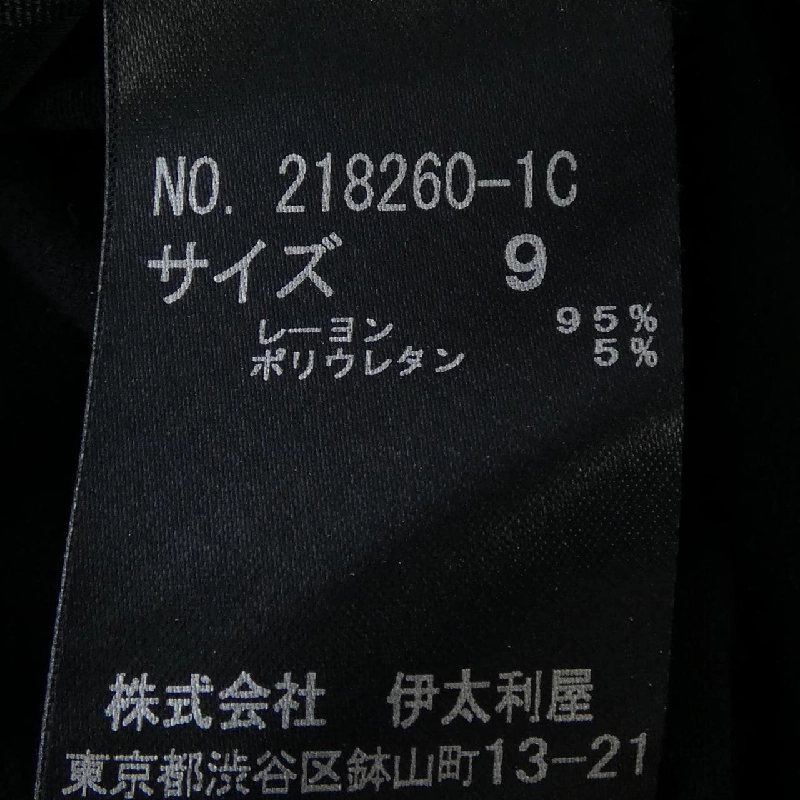 NO. 218260-1C
サイズ 9
レーヨン 95%
ポリウレタン 5%
株式会社 伊太利屋
東京都渋谷区鉢山町13-21